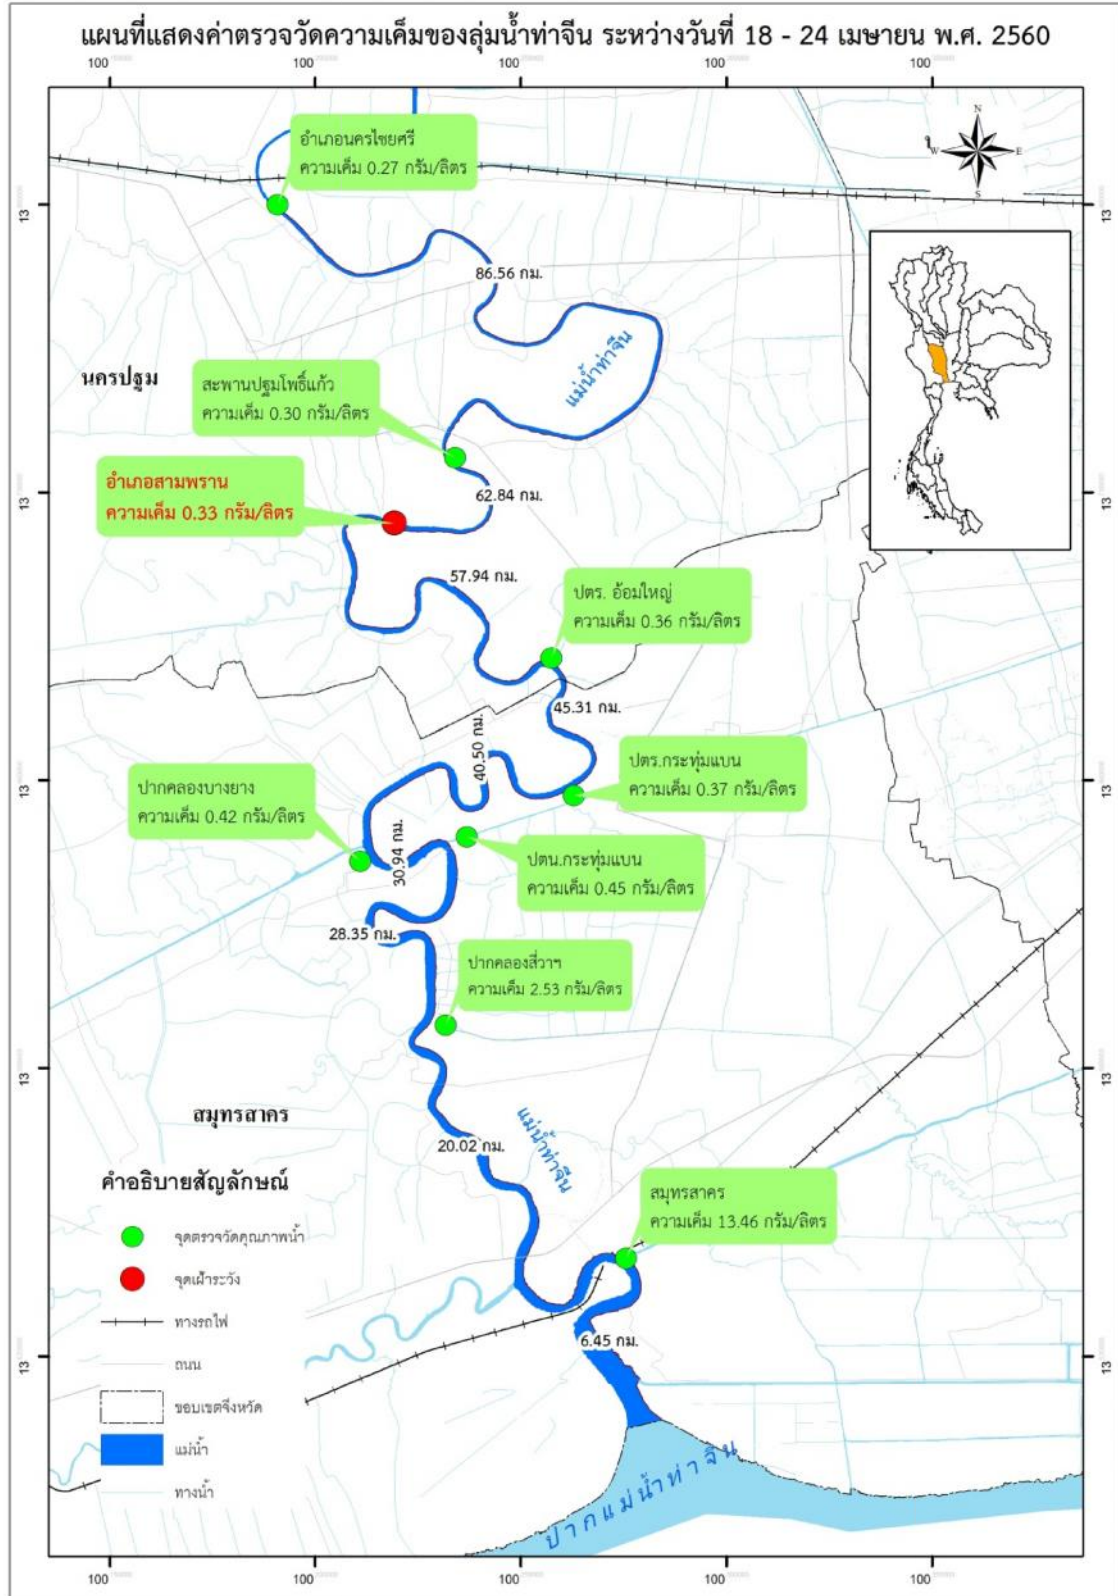 แผนที่แสดงค่าตรวจวัดความเค็มของลุ่มน้ำท่าจีน ระหว่างวันที่ 18 - 24 เมษายน พ.ศ. 2560
100
100
100
100
100
N
W
E
S
อำเภอนครไชยศรี
ความเค็ม 0.27 กรัม/ลิตร
13
13
86.56 กม.
แม่น้ำท่าจีน
นครปฐม
สะพานปฐมโพธิ์แก้ว
ความเค็ม 0.30 กรัม/ลิตร
อำเภอสามพราน
ความเค็ม 0.33 กรัม/ลิตร
62.84 กม.
13
13
57.94 กม.
ปตร. อ้อมใหญ่
ความเค็ม 0.36 กรัม/ลิตร
45.31 กม.
40.50 กม.
ปตร.กระทุ่มแบน
ความเค็ม 0.37 กรัม/ลิตร
13
13
ปากคลองบางยาง
ความเค็ม 0.42 กรัม/ลิตร
30.94 กม.
ปตน.กระทุ่มแบน
ความเค็ม 0.45 กรัม/ลิตร
28.35 กม.
ปากคลองสี่วาฯ
ความเค็ม 2.53 กรัม/ลิตร
13
13
สมุทรสาคร
แม่น้ำท่าจีน
20.02 กม.
สมุทรสาคร
ความเค็ม 13.46 กรัม/ลิตร
6.45 กม.
13
13
คำอธิบายสัญลักษณ์
จุดตรวจวัดคุณภาพน้ำ
จุดเฝ้าระวัง
ทางรถไฟ
ถนน
ขอบเขตจังหวัด
แม่น้ำ
ทางน้ำ
ปากแม่น้ำท่าจีน
100
100
100
100
100